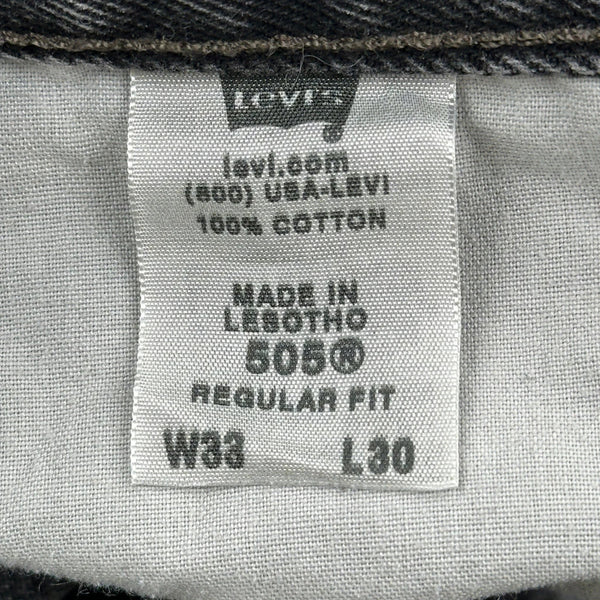 Levi's
levi.com
(800) USA-LEVI
100% COTTON
MADE IN
LESOTHO
505®
REGULAR FIT
W33 L30